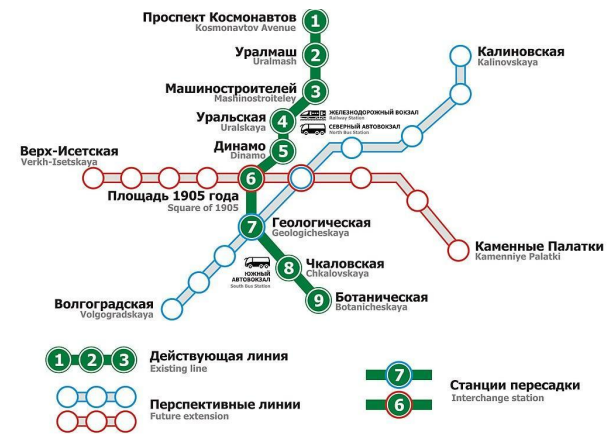 Проспект Космонавтов
Kosmonavtov Avenue
1
Уралмаш
Uralmash
2
Калиновская
Kalinovskaya
Машиностроителей
Mashinostroiteley
3
Уральская
Uralskaya
4
ЖЕЛЕЗНОДОРОЖНЫЙ ВОКЗАЛ
Railway Station
СЕВЕРНЫЙ АВТОВОКЗАЛ
North Bus Station
Динамо
Dinamo
5
Верх-Исетская
Verkh-Isetskaya
6
Площадь 1905 года
Square of 1905
7
Геологическая
Geologicheskaya
Каменные Палатки
Kamenniye Palatki
ЮЖНЫЙ
АВТОВОКЗАЛ
South Bus Station
8
Чкаловская
Chkalovskaya
Волгоградская
Volgogradskaya
9
Ботаническая
Botanicheskaya
1 2 3
Действующая линия
Existing line
Перспективные линии
Future extension
7
6
Станции пересадки
Interchange station